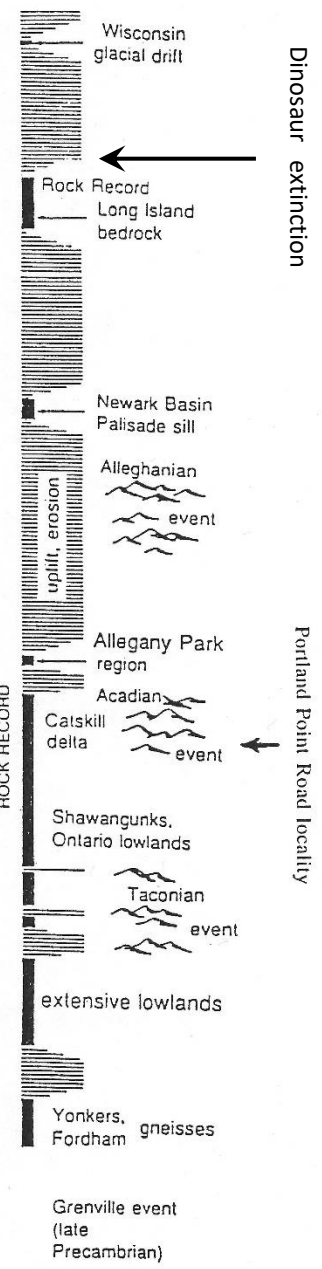 Wisconsin
glacial drift
Dinosaur extinction
Rock Record
Long Island
bedrock
Newark Basin
Palisade sill
Alleghanian
event
uplift, erosion
Allegany Park
region
Portland Point Road locality
ROCK RECORD
Acadian
Catskill
delta
event
Shawangunks,
Ontario lowlands
Taconian
event
extensive lowlands
Yonkers,
Fordham gneisses
Grenville event
(late
Precambrian)